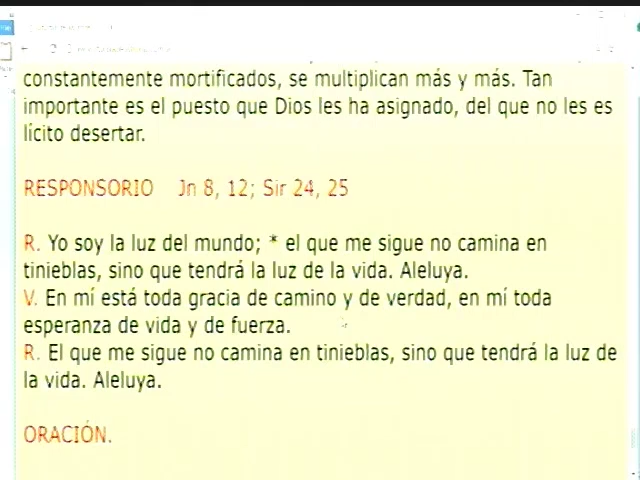 constantemente mortificados, se multiplican más y más. Tan
importante es el puesto que Dios les ha asignado, del que no les es
lícito desertar.
RESPONSORIO Jn 8, 12; Sir 24, 25
R. Yo soy la luz del mundo; * el que me sigue no camina en
tinieblas, sino que tendrá la luz de la vida. Aleluya.
V. En mí está toda gracia de camino y de verdad, en mí toda
esperanza de vida y de fuerza.
R. El que me sigue no camina en tinieblas, sino que tendrá la luz de
la vida. Aleluya.
ORACIÓN.